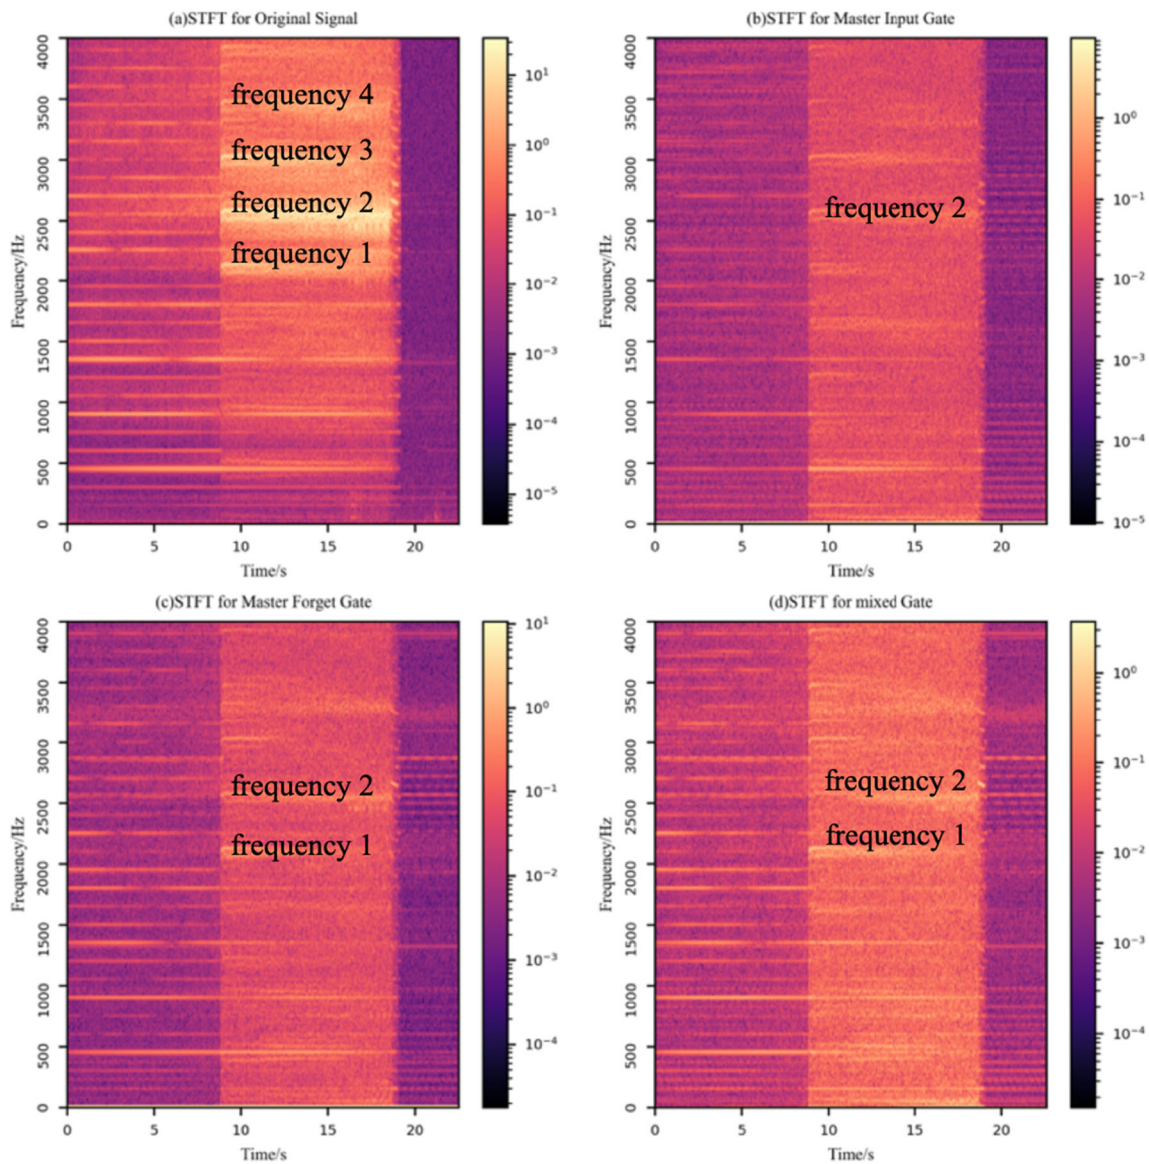 (a)STFT for Original Signal
4000
3500
3000
2500
2000
1500
1000
500
0
Frequency/Hz
frequency 4
frequency 3
frequency 2
frequency 1
0 5 10 15 20
Time/s
10¹
10⁰
10⁻¹
10⁻²
10⁻³
10⁻⁴
10⁻⁵
(b)STFT for Master Input Gate
4000
3500
3000
2500
2000
1500
1000
500
0
Frequency/Hz
frequency 2
0 5 10 15 20
Time/s
10⁰
10⁻¹
10⁻²
10⁻³
10⁻⁴
10⁻⁵
(c)STFT for Master Forget Gate
4000
3500
3000
2500
2000
1500
1000
500
0
Frequency/Hz
frequency 2
frequency 1
0 5 10 15 20
Time/s
10¹
10⁰
10⁻¹
10⁻²
10⁻³
10⁻⁴
(d)STFT for mixed Gate
4000
3500
3000
2500
2000
1500
1000
500
0
Frequency/Hz
frequency 2
frequency 1
0 5 10 15 20
Time/s
10⁰
10⁻¹
10⁻²
10⁻³
10⁻⁴